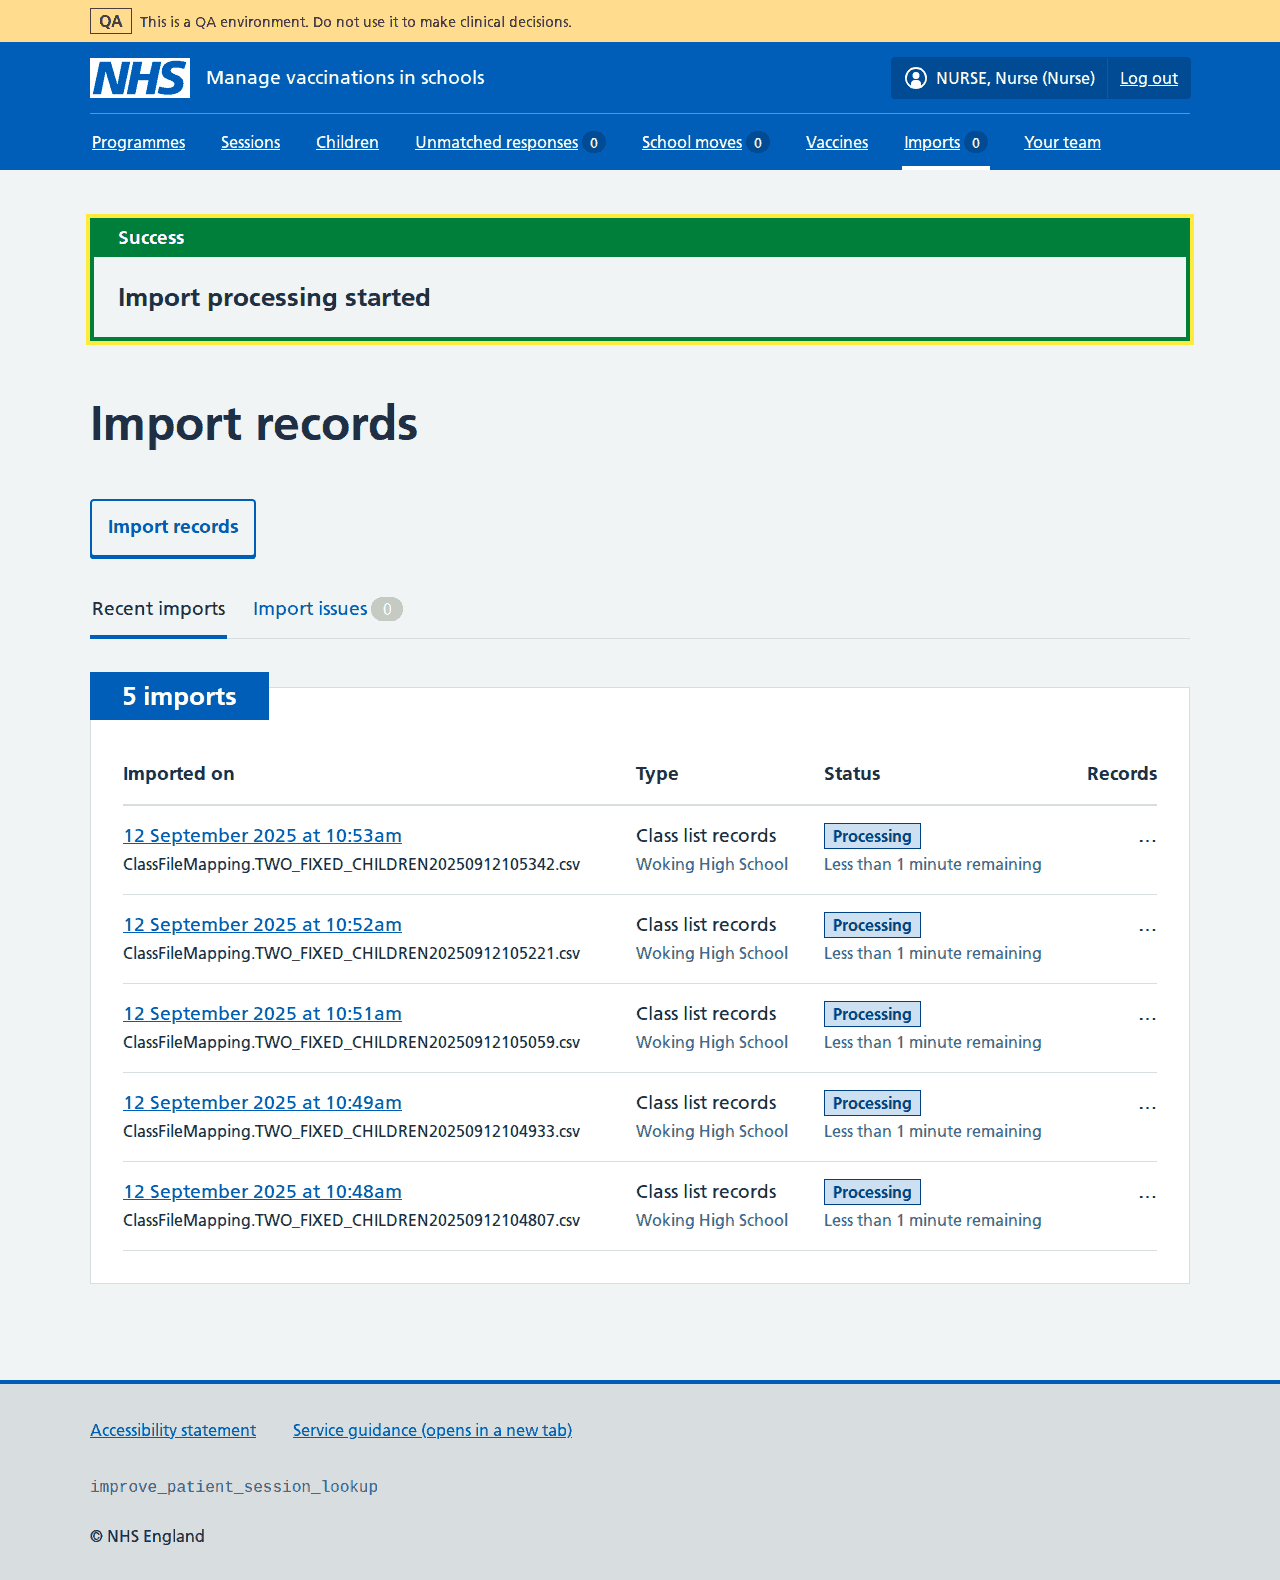 QA This is a QA environment. Do not use it to make clinical decisions.
NHS Manage vaccinations in schools NURSE, Nurse (Nurse) Log out
Programmes Sessions Children Unmatched responses 0 School moves 0 Vaccines Imports 0 Your team
Success
Import processing started
Import records
Import records
Recent imports Import issues 0
5 imports
Imported on Type Status Records
12 September 2025 at 10:53am Class list records Processing ...
ClassFileMapping.TWO_FIXED_CHILDREN20250912105342.csv Woking High School Less than 1 minute remaining
12 September 2025 at 10:52am Class list records Processing ...
ClassFileMapping.TWO_FIXED_CHILDREN20250912105221.csv Woking High School Less than 1 minute remaining
12 September 2025 at 10:51am Class list records Processing ...
ClassFileMapping.TWO_FIXED_CHILDREN20250912105059.csv Woking High School Less than 1 minute remaining
12 September 2025 at 10:49am Class list records Processing ...
ClassFileMapping.TWO_FIXED_CHILDREN20250912104933.csv Woking High School Less than 1 minute remaining
12 September 2025 at 10:48am Class list records Processing ...
ClassFileMapping.TWO_FIXED_CHILDREN20250912104807.csv Woking High School Less than 1 minute remaining
Accessibility statement Service guidance (opens in a new tab)
improve_patient_session_lookup
© NHS England